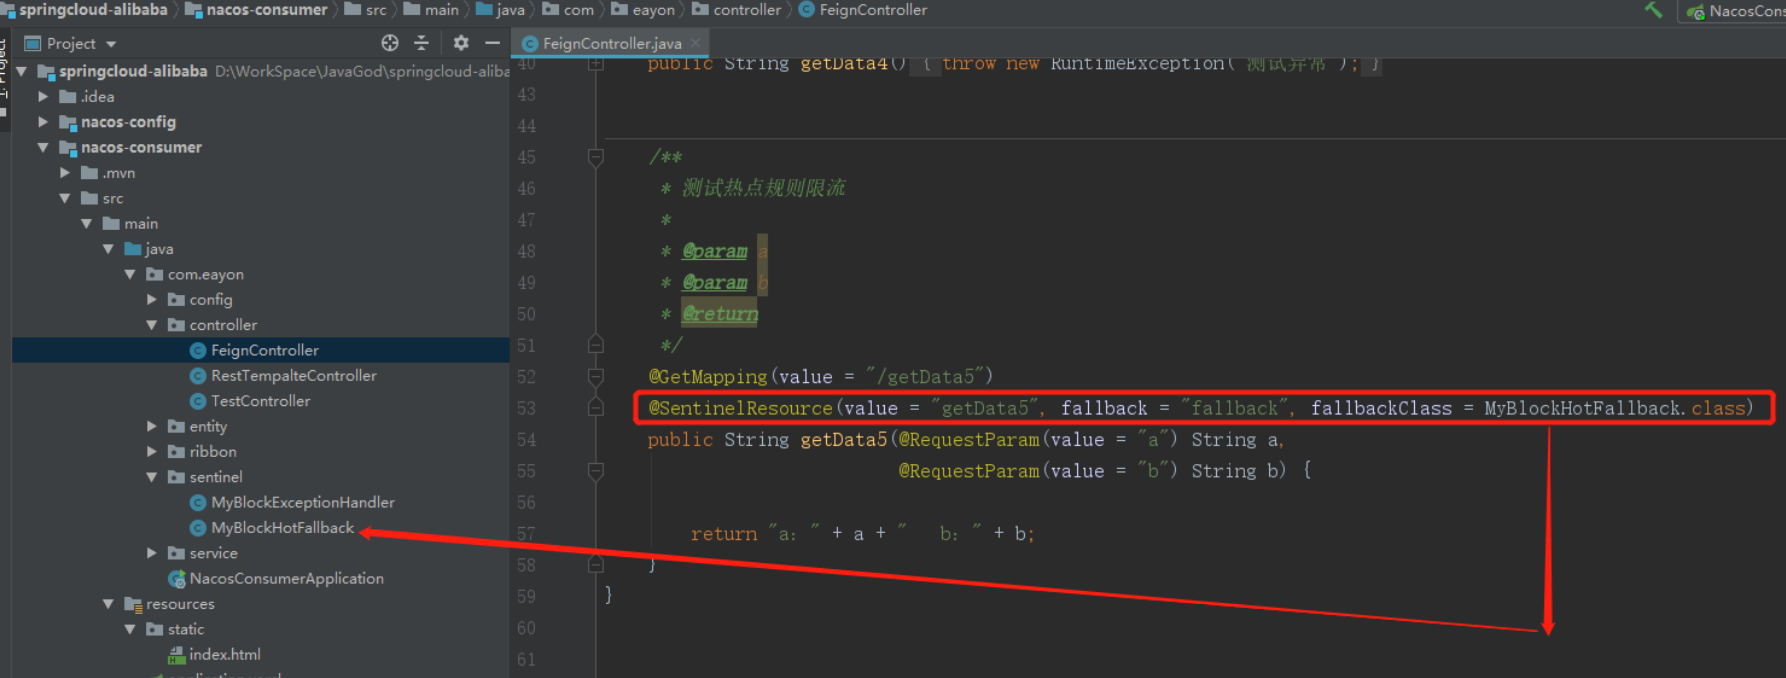 springcloud-alibaba nacos-consumer src main java com eayon controller FeignController NacosCons
Project
FeignController.java
1: Project
springcloud-alibaba D:\WorkSpace\JavaGod\springcloud-aliba
.idea
nacos-config
nacos-consumer
.mvn
src
main
java
com.eayon
config
controller
FeignController
RestTempalteController
TestController
entity
ribbon
sentinel
MyBlockExceptionHandler
MyBlockHotFallback
service
NacosConsumerApplication
resources
static
index.html
40 public String getData4() { throw new RuntimeException("测试异常"); }
43
44
45 /**
46 * 测试热点规则限流
47 *
48 * @param a
49 * @param b
50 * @return
51 */
52 @GetMapping(value = "/getData5")
53 @SentinelResource(value = "getData5", fallback = "fallback", fallbackClass = MyBlockHotFallback.class)
54 public String getData5(@RequestParam(value = "a") String a,
55 @RequestParam(value = "b") String b) {
56
57 return "a: " + a + " b: " + b;
58 }
59 }
60
61